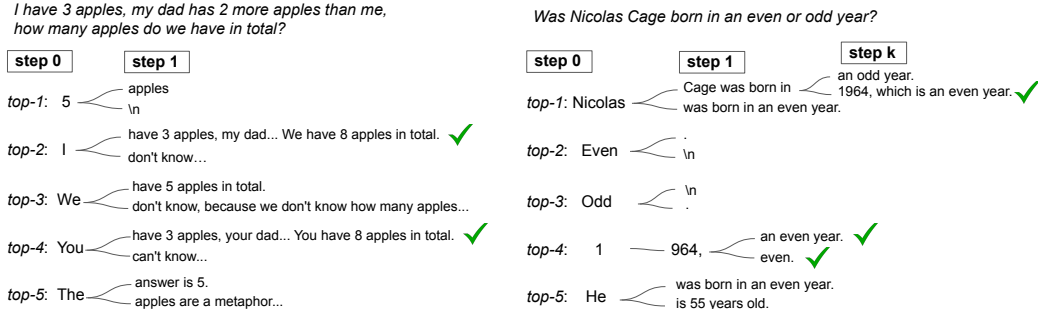 I have 3 apples, my dad has 2 more apples than me,
how many apples do we have in total?
step 0
step 1
top-1: 5
apples
\n
top-2: I
have 3 apples, my dad... We have 8 apples in total.
don't know…
top-3: We
have 5 apples in total.
don't know, because we don't know how many apples...
top-4: You
have 3 apples, your dad... You have 8 apples in total.
can't know...
top-5: The
answer is 5.
apples are a metaphor...
Was Nicolas Cage born in an even or odd year?
step 0
step 1
step k
top-1: Nicolas
Cage was born in
an odd year.
1964, which is an even year.
was born in an even year.
top-2: Even
.
\n
top-3: Odd
\n
.
top-4: 1
964,
an even year.
even.
top-5: He
was born in an even year.
is 55 years old.